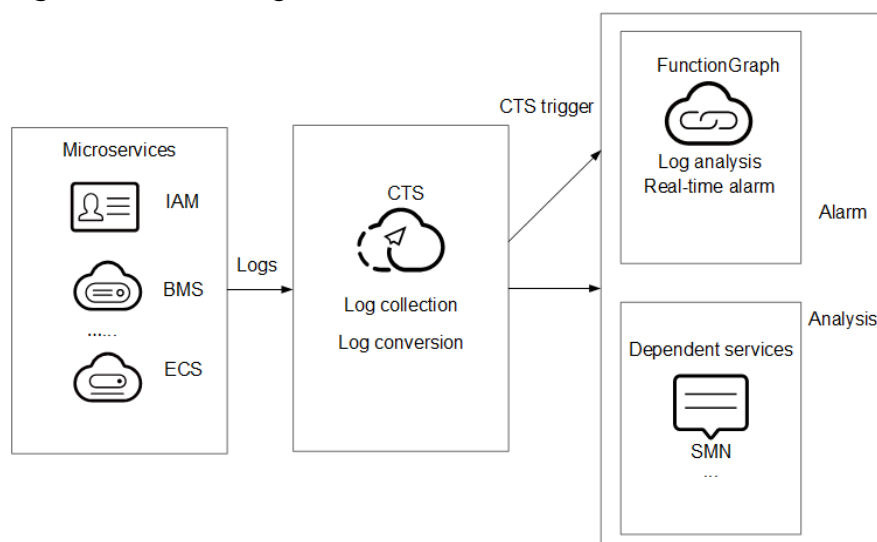 Microservices
IAM
BMS
......
ECS
Logs
CTS
Log collection
Log conversion
CTS trigger
FunctionGraph
Log analysis
Real-time alarm
Alarm
Analysis
Dependent services
SMN
...